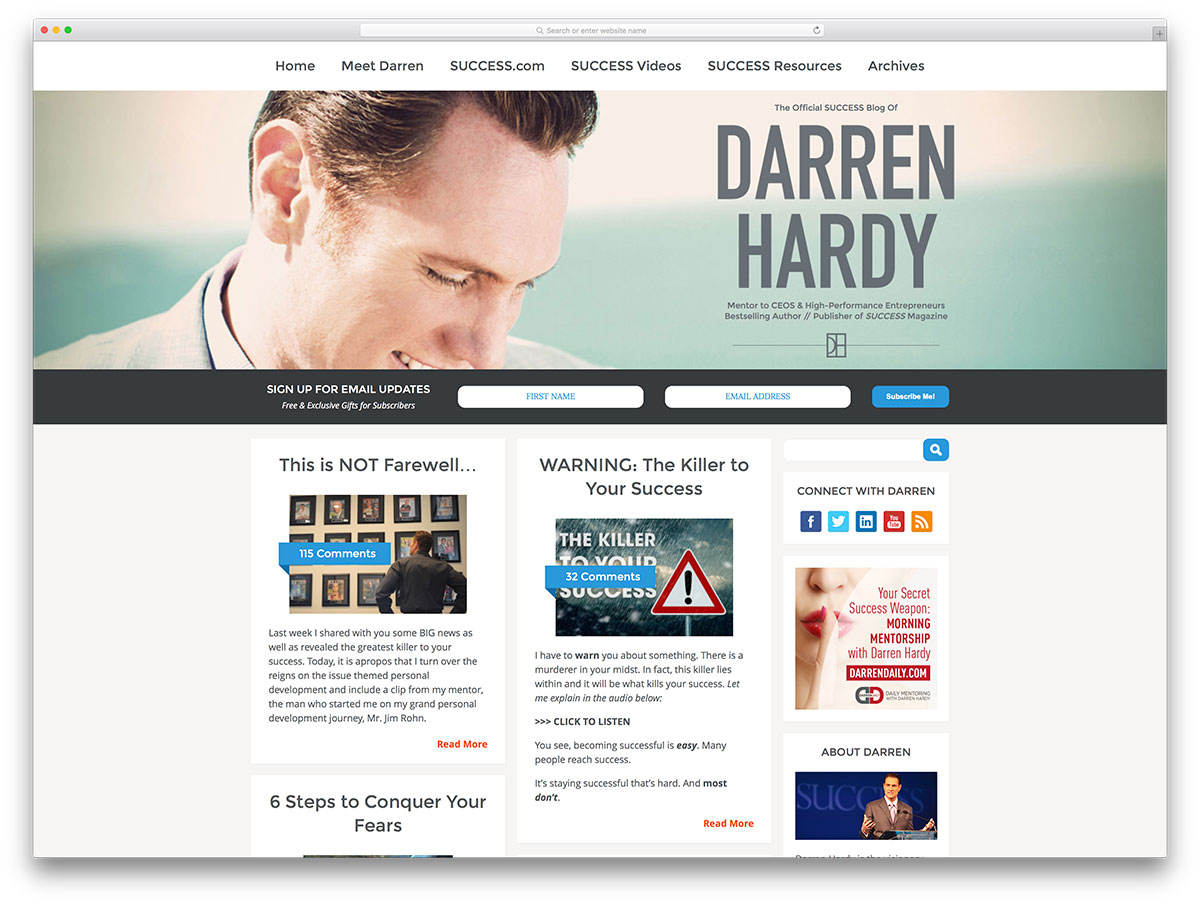 Search or enter website name
Home Meet Darren SUCCESS.com SUCCESS Videos SUCCESS Resources Archives
The Official SUCCESS Blog Of
DARREN
HARDY
Mentor to CEOS & High-Performance Entrepreneurs
Bestselling Author // Publisher of SUCCESS Magazine
DH
SIGN UP FOR EMAIL UPDATES
Free & Exclusive Gifts for Subscribers
FIRST NAME
EMAIL ADDRESS
Subscribe Me!
This is NOT Farewell...
115 Comments
Last week I shared with you some BIG news as
well as revealed the greatest killer to your
success. Today, it is apropos that I turn over the
reigns on the issue themed personal
development and include a clip from my mentor,
the man who started me on my grand personal
development journey, Mr. Jim Rohn.
Read More
6 Steps to Conquer Your
Fears
WARNING: The Killer to
Your Success
THE KILLER
TO YOUR
SUCCESS
32 Comments
I have to warn you about something. There is a
murderer in your midst. In fact, this killer lies
within and it will be what kills your success. Let
me explain in the audio below:
>>> CLICK TO LISTEN
You see, becoming successful is easy. Many
people reach success.
It's staying successful that's hard. And most
don't.
Read More
CONNECT WITH DARREN
You
Tube
Your Secret
Success Weapon:
MORNING
MENTORSHIP
with Darren Hardy
DARRENDAILY.COM
DAILY MENTORING
WITH DARREN HARDY
ABOUT DARREN
SUCCESS
Darren Hardy is the visionary